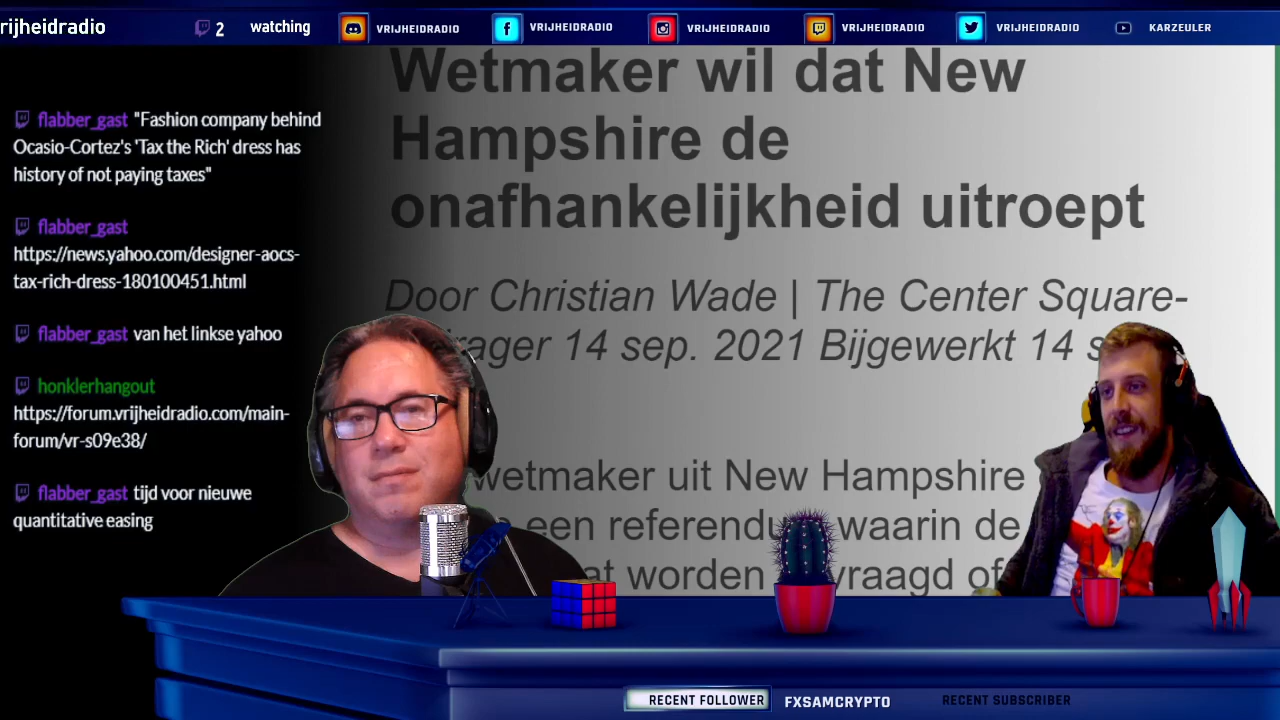 rijheidradio
2 watching
VRIJHEIDRADIO
VRIJHEIDRADIO
VRIJHEIDRADIO
VRIJHEIDRADIO
VRIJHEIDRADIO
KARZEULER
flabber_gast "Fashion company behind
Ocasio-Cortez's 'Tax the Rich' dress has
history of not paying taxes"
flabber_gast
https://news.yahoo.com/designer-aocs-
tax-rich-dress-180100451.html
flabber_gast van het linkse yahoo
honklerhangout
https://forum.vrijheidradio.com/main-
forum/vr-s09e38/
flabber_gast tijd voor nieuwe
quantitative easing
Wetmaker wil dat New
Hampshire de
onafhankelijkheid uitroept
Door Christian Wade | The Center Square-
14 sep. 2021 Bijgewerkt 14
wetmaker uit New Hampshire
een referendum waarin de
worden
RECENT FOLLOWER FXSAMCRYPTO RECENT SUBSCRIBER